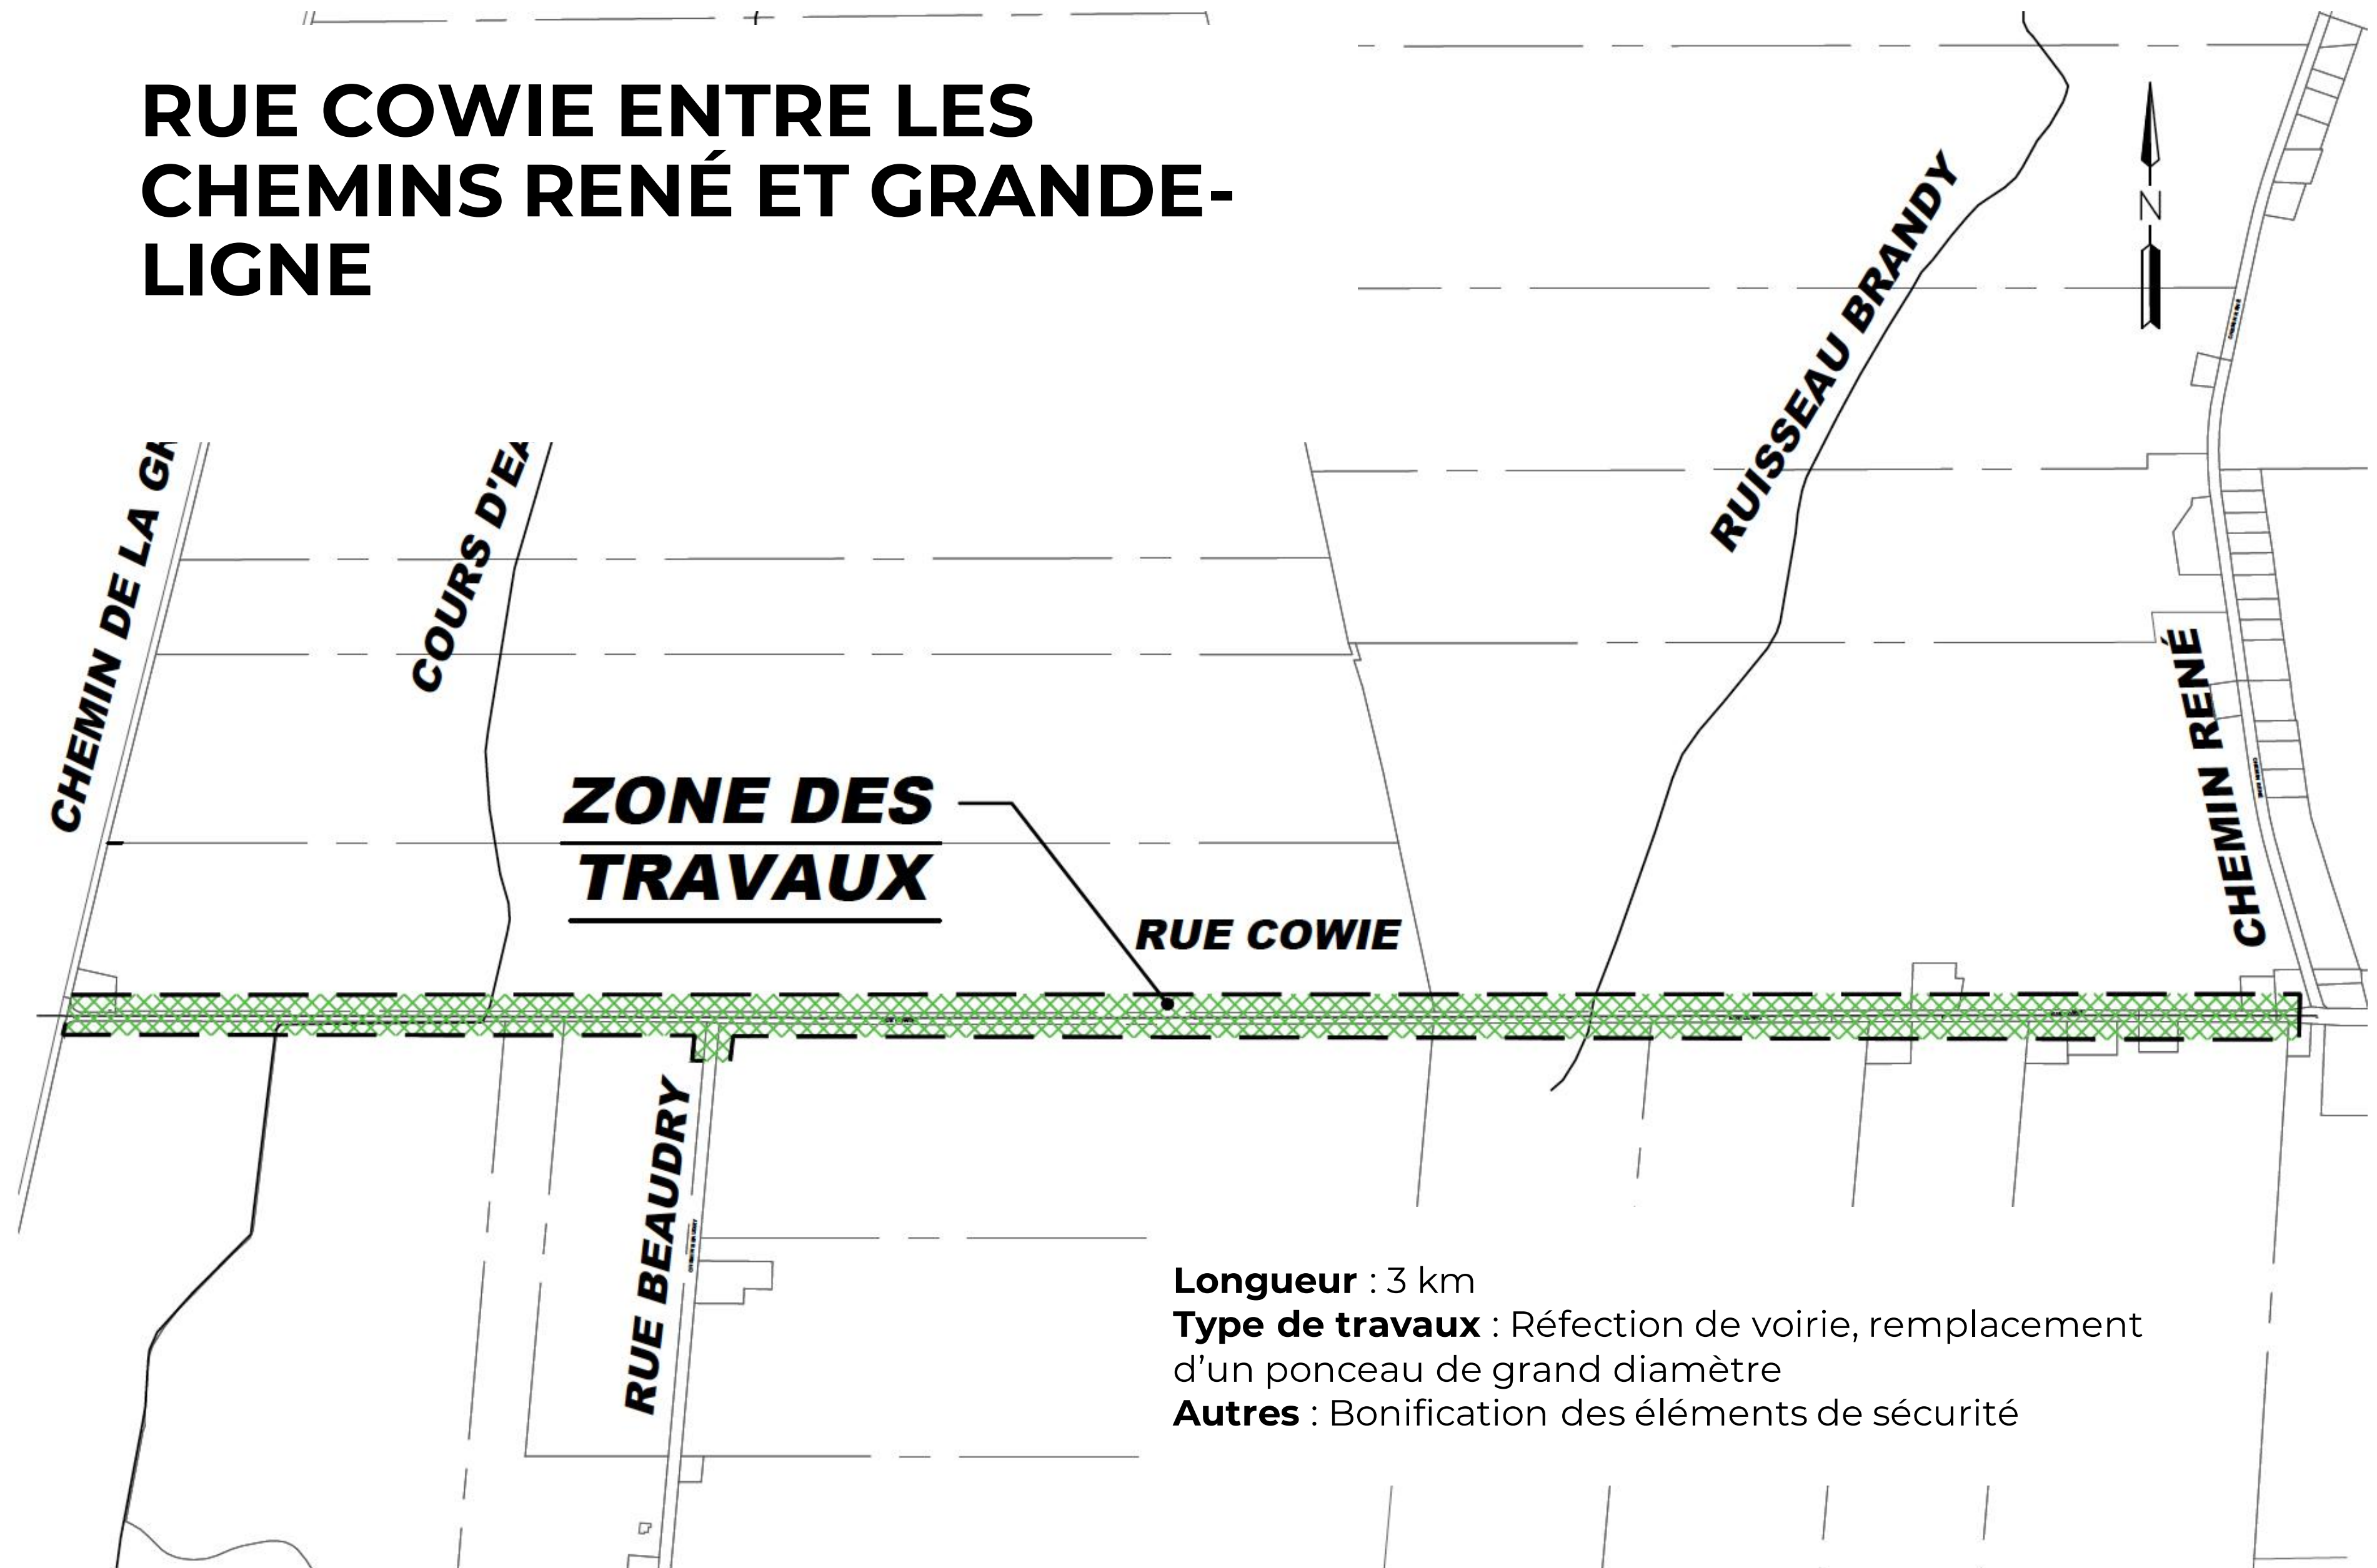 RUE COWIE ENTRE LES
CHEMINS RENÉ ET GRANDE-
LIGNE
RUISSEAU BRANDY
N
CHEMIN DE LA GR
COURS D'EA
CHEMIN RENÉ
ZONE DES
TRAVAUX
RUE COWIE
RUE BEAUDRY
Longueur : 3 km
Type de travaux : Réfection de voirie, remplacement
d’un ponceau de grand diamètre
Autres : Bonification des éléments de sécurité